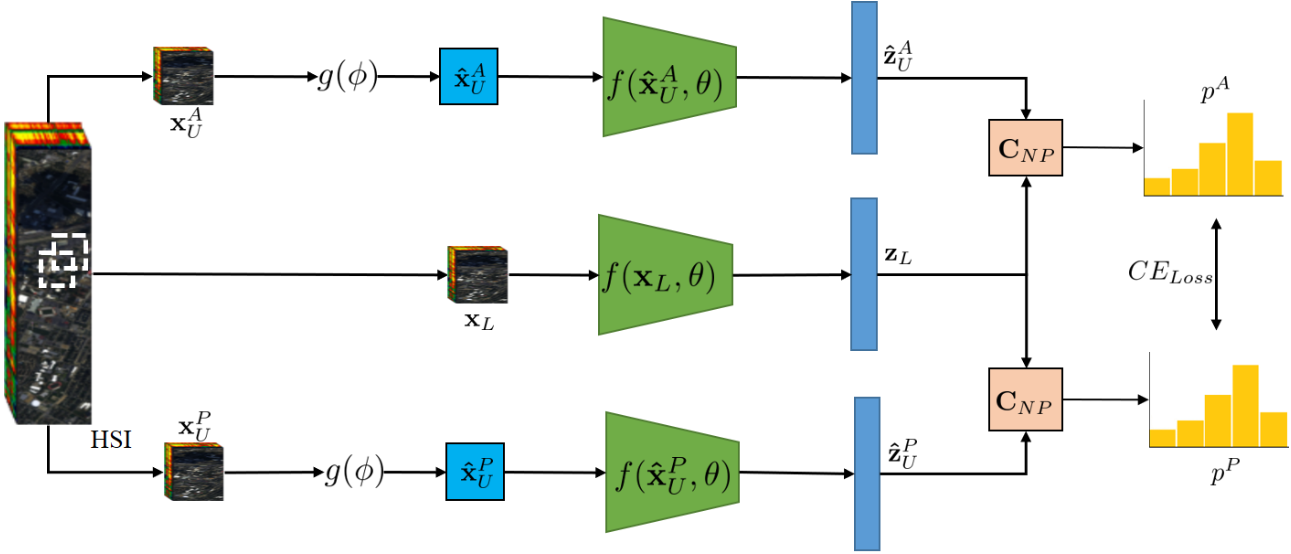 $\mathbf{x}_U^A$
$g(\phi)$
$\hat{\mathbf{x}}_U^A$
$f(\hat{\mathbf{x}}_U^A, \theta)$
$\hat{\mathbf{z}}_U^A$
$\mathbf{C}_{NP}$
$p^A$
$\mathbf{x}_L$
$f(\mathbf{x}_L, \theta)$
$\mathbf{z}_L$
$CE_{Loss}$
HSI
$\mathbf{x}_U^P$
$g(\phi)$
$\hat{\mathbf{x}}_U^P$
$f(\hat{\mathbf{x}}_U^P, \theta)$
$\hat{\mathbf{z}}_U^P$
$\mathbf{C}_{NP}$
$p^P$